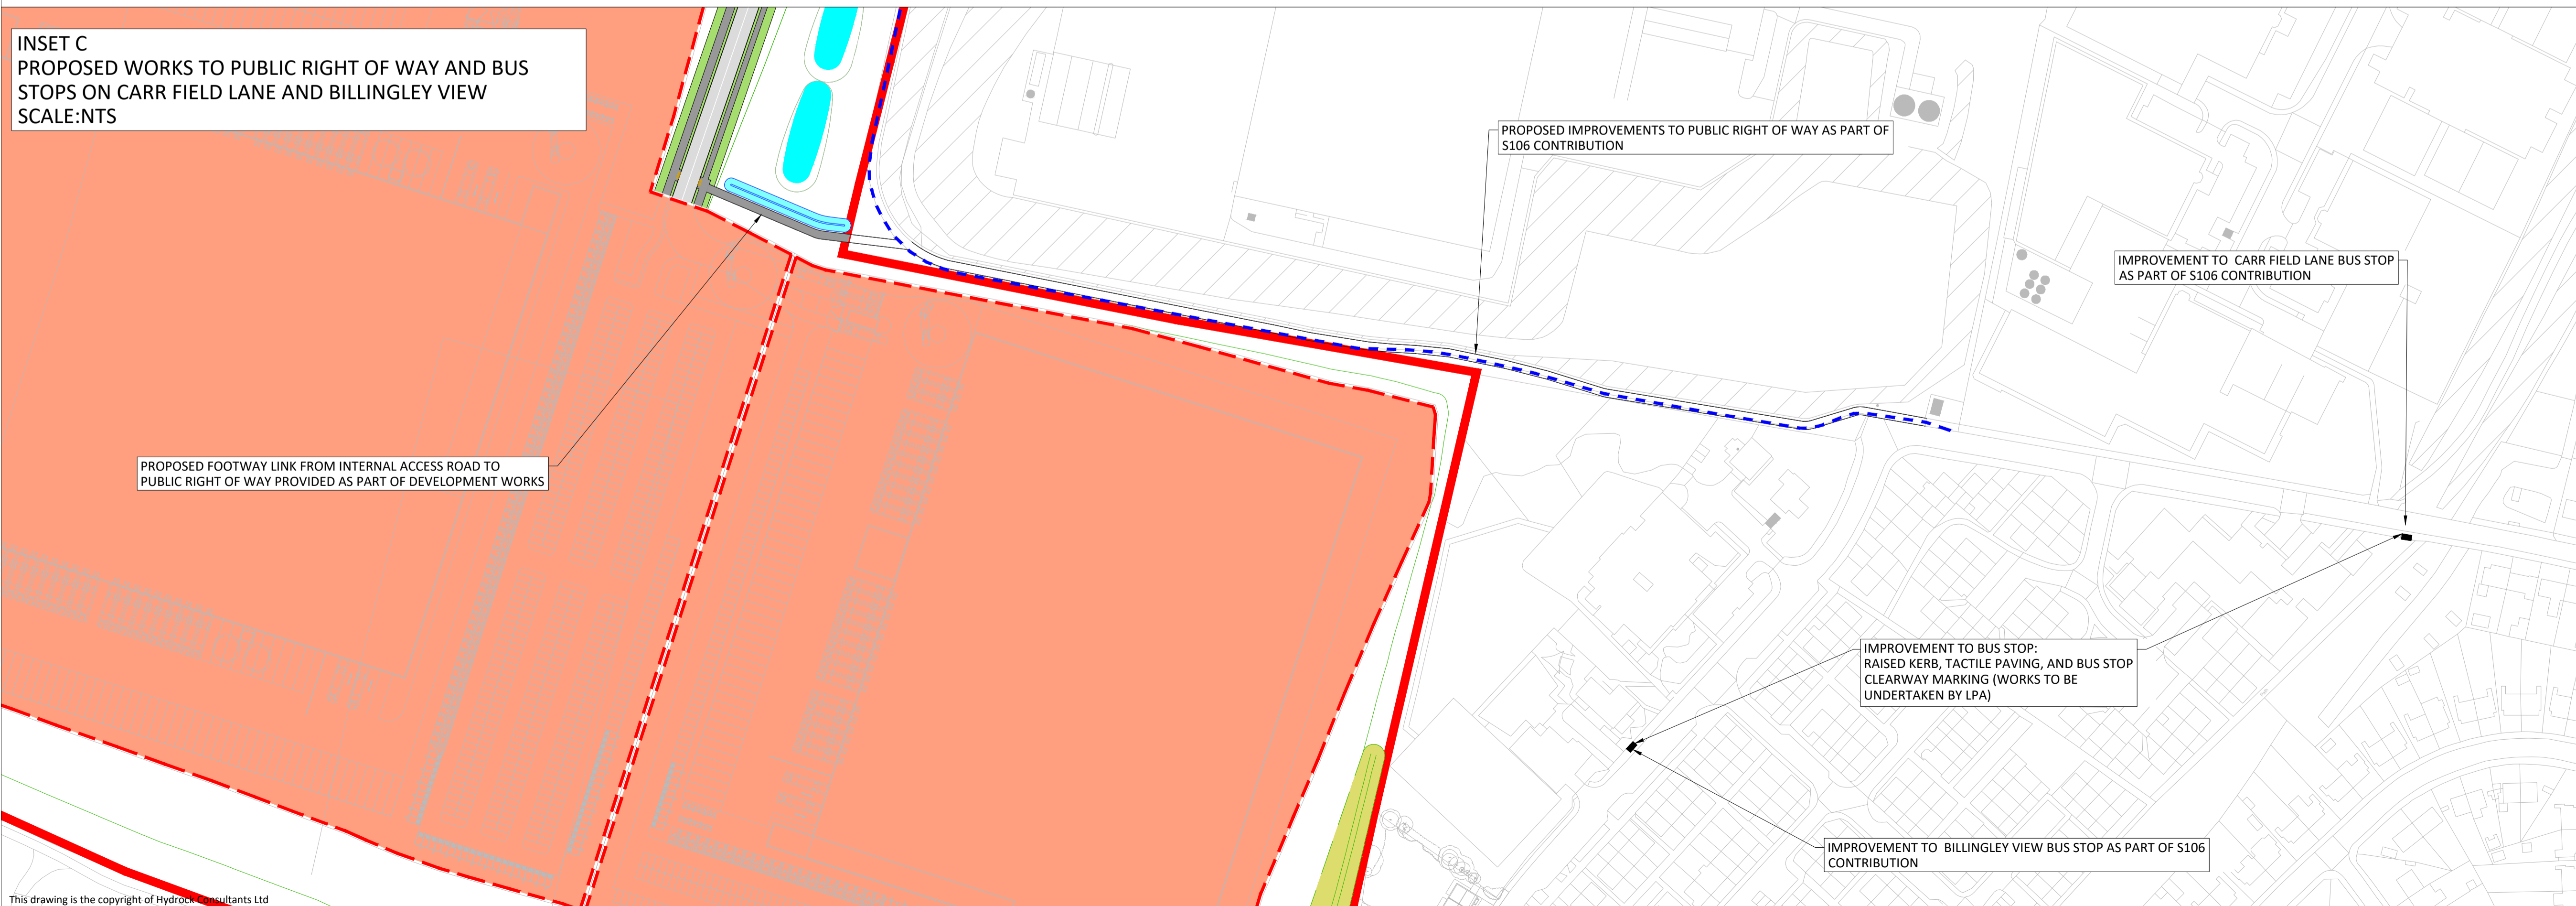 INSET C
PROPOSED WORKS TO PUBLIC RIGHT OF WAY AND BUS
STOPS ON CARR FIELD LANE AND BILLINGLEY VIEW
SCALE:NTS
PROPOSED IMPROVEMENTS TO PUBLIC RIGHT OF WAY AS PART OF
S106 CONTRIBUTION
IMPROVEMENT TO CARR FIELD LANE BUS STOP
AS PART OF S106 CONTRIBUTION
PROPOSED FOOTWAY LINK FROM INTERNAL ACCESS ROAD TO
PUBLIC RIGHT OF WAY PROVIDED AS PART OF DEVELOPMENT WORKS
IMPROVEMENT TO BUS STOP:
RAISED KERB, TACTILE PAVING, AND BUS STOP
CLEARWAY MARKING (WORKS TO BE
UNDERTAKEN BY LPA)
IMPROVEMENT TO BILLINGLEY VIEW BUS STOP AS PART OF S106
CONTRIBUTION
This drawing is the copyright of Hydrock Consultants Ltd